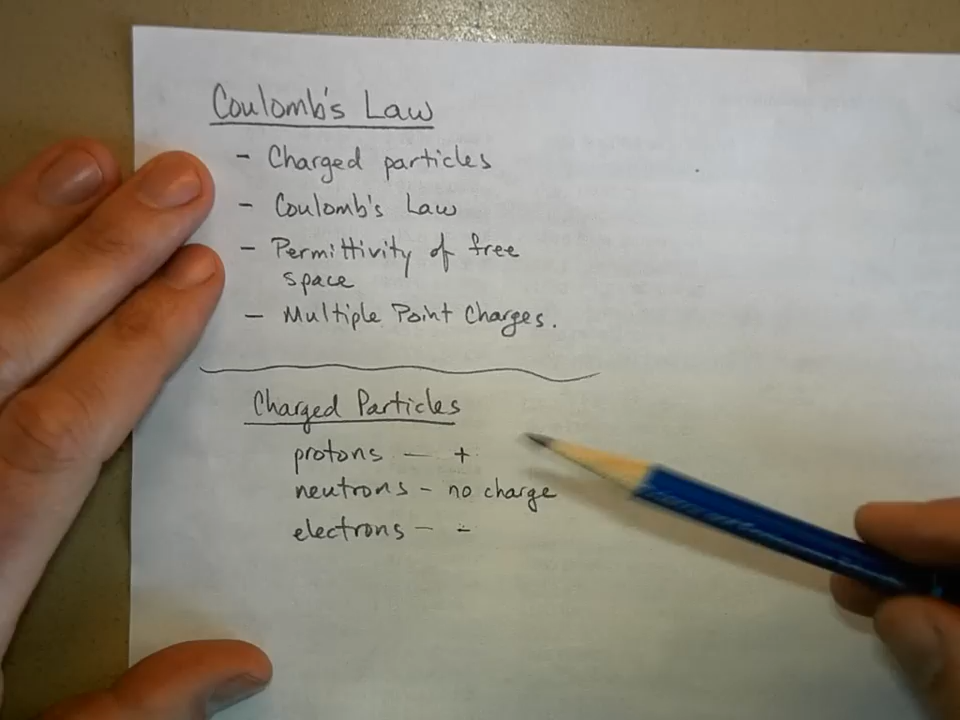 Coulomb's Law
- Charged particles
- Coulomb's Law
- Permittivity of free
space
- Multiple Point Charges.
Charged Particles
protons - +
neutrons - no charge
electrons - -